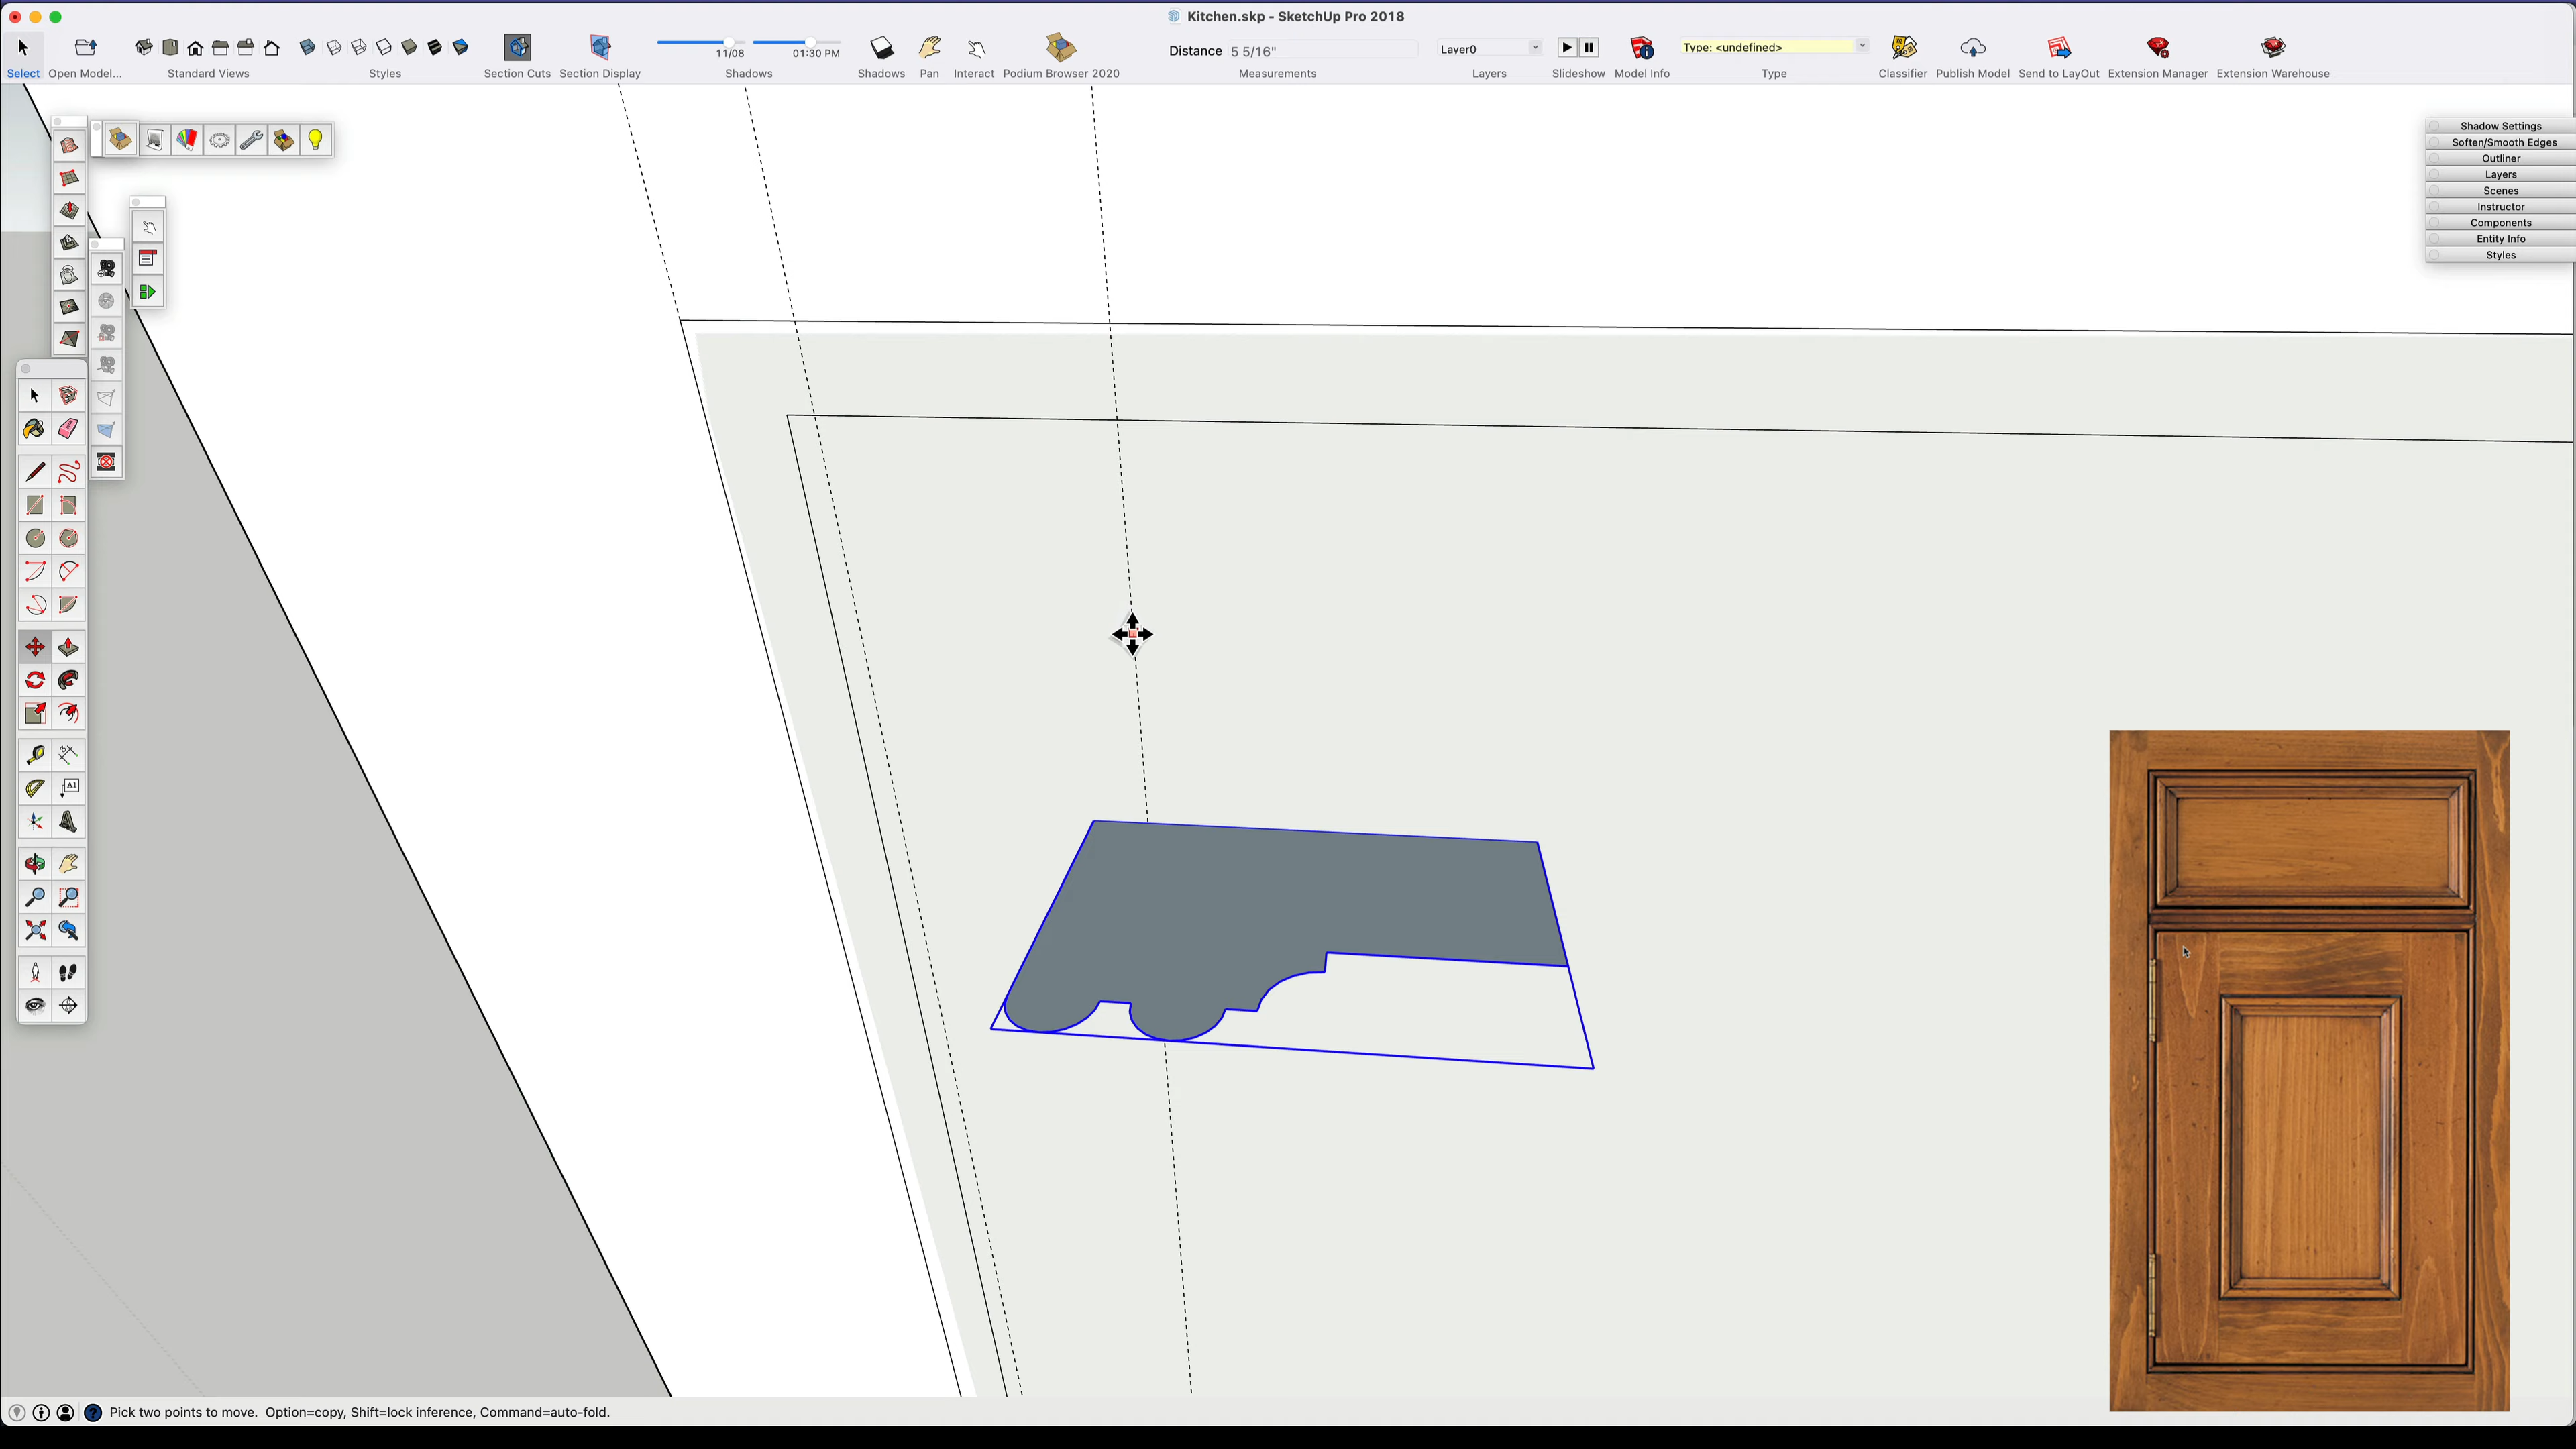 Kitchen.skp - SketchUp Pro 2018
11/08
01:30 PM
Distance
5 5/16"
Layer0
Type: <undefined>
Select
Open Model...
Standard Views
Styles
Section Cuts
Section Display
Shadows
Shadows
Pan
Interact
Podium Browser 2020
Measurements
Layers
Slideshow
Model Info
Type
Classifier
Publish Model
Send to LayOut
Extension Manager
Extension Warehouse
Shadow Settings
Soften/Smooth Edges
Outliner
Layers
Scenes
Instructor
Components
Entity Info
Styles
A1
Pick two points to move. Option=copy, Shift=lock inference, Command=auto-fold.